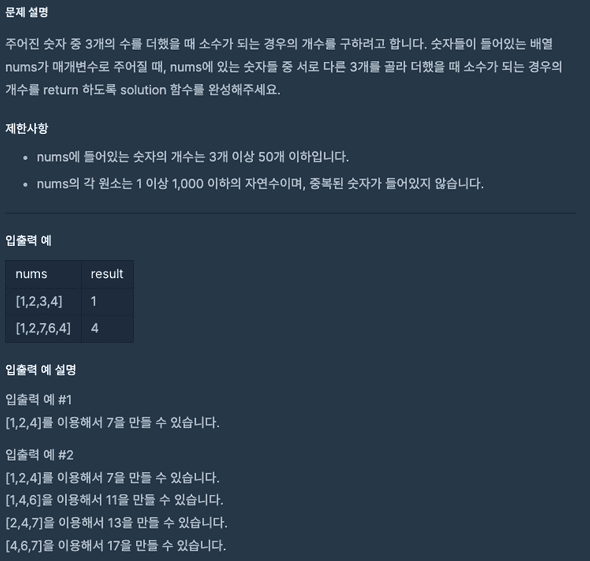 문제 설명
주어진 숫자 중 3개의 수를 더했을 때 소수가 되는 경우의 개수를 구하려고 합니다. 숫자들이 들어있는 배열
nums가 매개변수로 주어질 때, nums에 있는 숫자들 중 서로 다른 3개를 골라 더했을 때 소수가 되는 경우의
개수를 return 하도록 solution 함수를 완성해주세요.
제한사항
• nums에 들어있는 숫자의 개수는 3개 이상 50개 이하입니다.
• nums의 각 원소는 1 이상 1,000 이하의 자연수이며, 중복된 숫자가 들어있지 않습니다.
입출력 예
nums result
[1,2,3,4] 1
[1,2,7,6,4] 4
입출력 예 설명
입출력 예 #1
[1,2,4]를 이용해서 7을 만들 수 있습니다.
입출력 예 #2
[1,2,4]를 이용해서 7을 만들 수 있습니다.
[1,4,6]을 이용해서 11을 만들 수 있습니다.
[2,4,7]을 이용해서 13을 만들 수 있습니다.
[4,6,7]을 이용해서 17을 만들 수 있습니다.